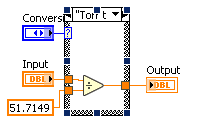 Convers
"Torr t
?
Input
DBL
51.7149
Output
DBL